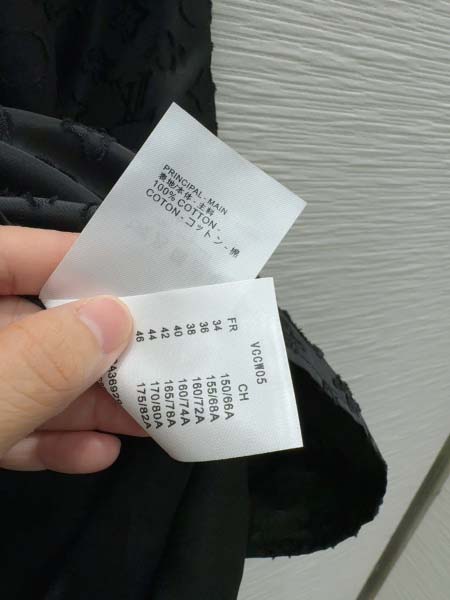 PRINCIPAL - MAIN
表地/本体 - 主料
100% COTTON -
COTON - コットン - 棉
VCCW05
FR CH
34 150/66A
36 155/68A
38 160/72A
40 160/74A
42 165/78A
44 170/80A
46 175/82A